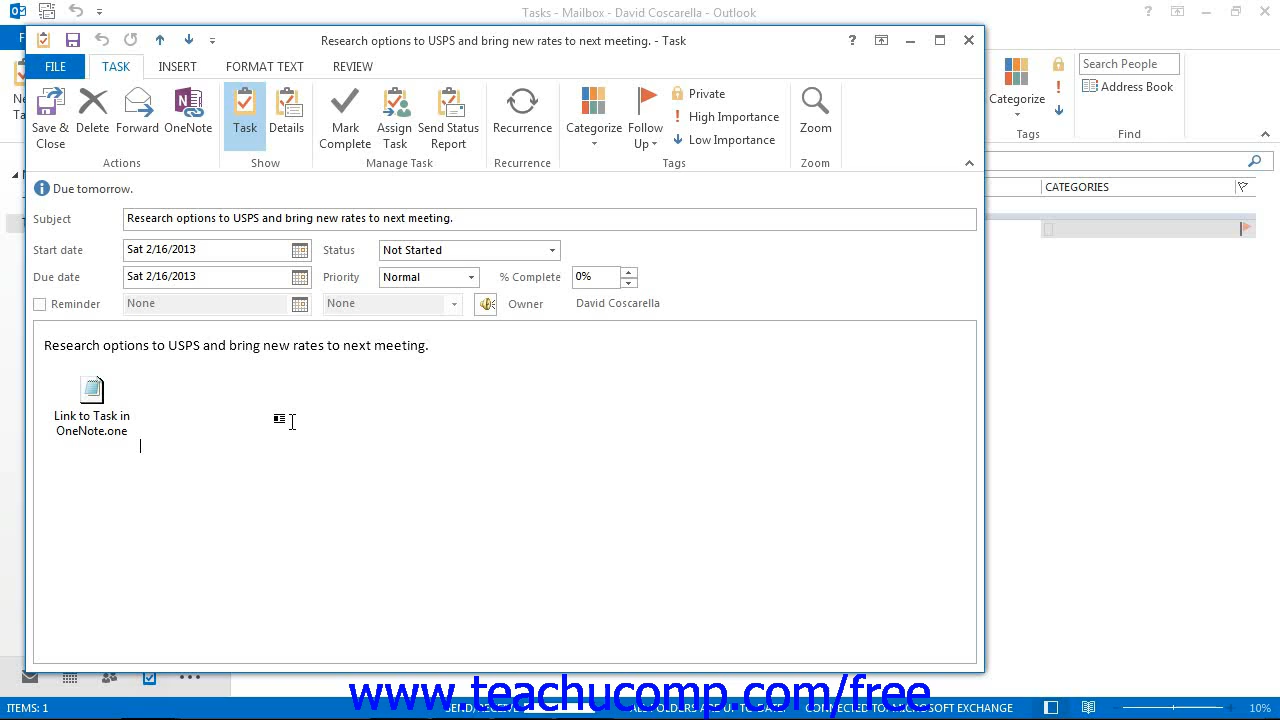 Tasks - Mailbox - David Coscarella - Outlook
Research options to USPS and bring new rates to next meeting. - Task
FILE TASK INSERT FORMAT TEXT REVIEW
Search People
Address Book
Categorize
Tags
Find
Save & Close
Delete
Forward
OneNote
Task
Details
Mark Complete
Assign Task
Send Status Report
Recurrence
Categorize
Follow Up
Private
High Importance
Low Importance
Zoom
Actions Show Manage Task Recurrence Tags Zoom
Due tomorrow.
CATEGORIES
Subject Research options to USPS and bring new rates to next meeting.
Start date Sat 2/16/2013 Status Not Started
Due date Sat 2/16/2013 Priority Normal % Complete 0%
Reminder None None Owner David Coscarella
Research options to USPS and bring new rates to next meeting.
Link to Task in
OneNote.one
www.teachucomp.com/free
ITEMS: 1
CONNECTED TO MICROSOFT EXCHANGE
10%